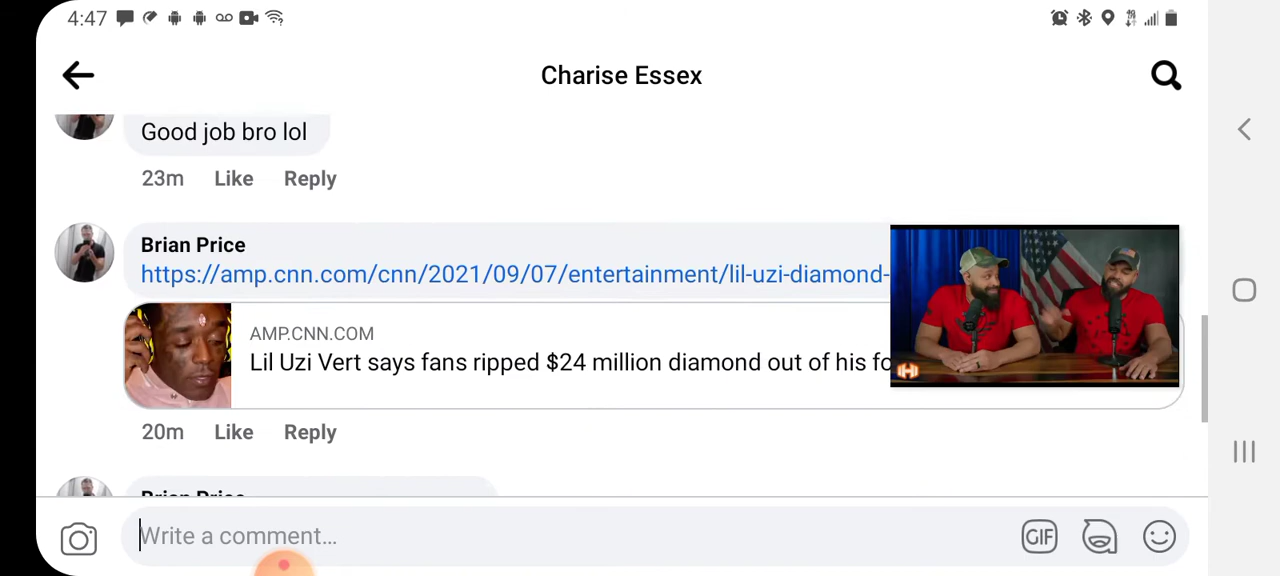 4:47
Charise Essex
Good job bro lol
23m Like Reply
Brian Price
https://amp.cnn.com/cnn/2021/09/07/entertainment/lil-uzi-diamond-
AMP.CNN.COM
Lil Uzi Vert says fans ripped $24 million diamond out of his fo
20m Like Reply
Brian Price
Write a comment...
GIF